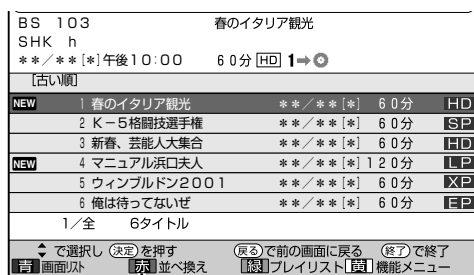 BS 103 春のイタリア観光
SHK h
**/**[*]午後10:00 60分 HD 1➡
[古い順]
NEW 1 春のイタリア観光 **/**[*] 60分 HD
2 K-5格闘技選手権 **/**[*] 60分 SP
3 新春、芸能人大集合 **/**[*] 60分 HD
NEW 4 マニュアル浜口夫人 **/**[*] 120分 LP
5 ウィンブルドン2001 **/**[*] 60分 XP
6 俺は待ってないぜ **/**[*] 60分 EP
1/全 6タイトル
で選択し 決定 を押す 戻る で前の画面に戻る 終了 で終了
青 画面リスト 赤 並べ換え 緑 プレイリスト 黄 機能メニュー